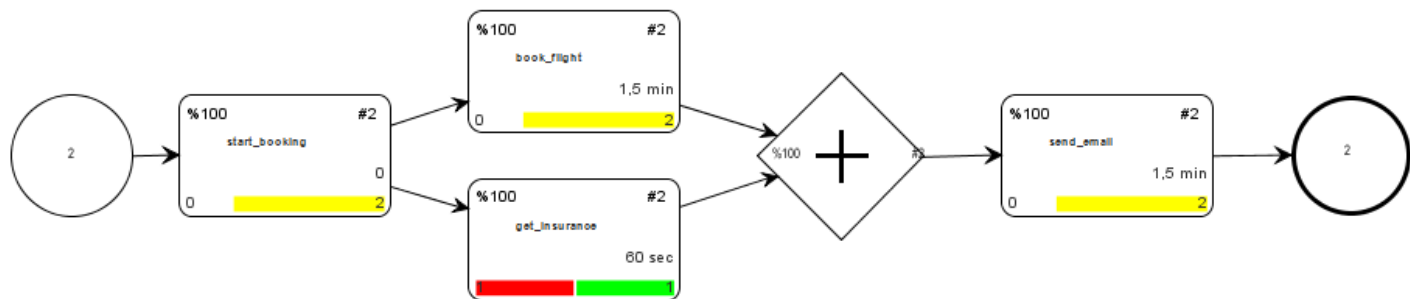 2
%100 #2
start_booking
0
0 2
%100 #2
book_flight
1,5 min
0 2
%100 #2
get_insurance
60 sec
1 1
%100 #2
%100 #2
send_email
1,5 min
0 2
2